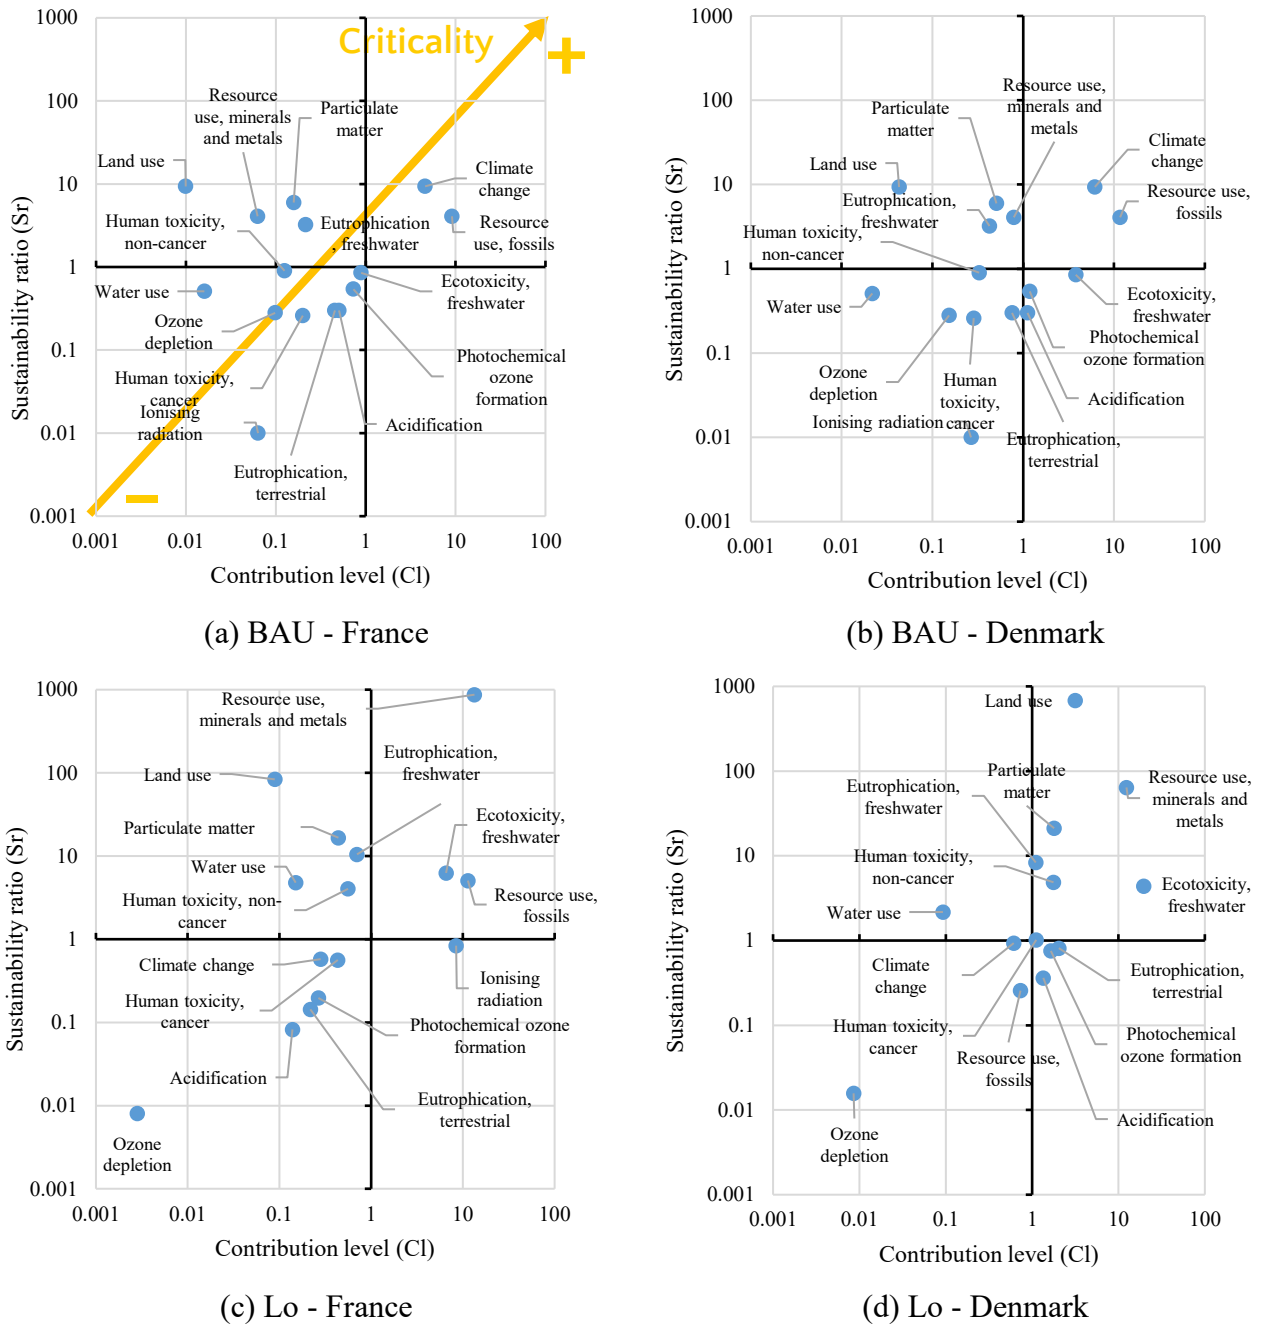 1000
100
10
1
0.1
0.01
0.001
Sustainability ratio (Sr)
Criticality
+
−
Resource
use, minerals
and metals
Particulate
matter
Land use
Climate
change
Human toxicity,
non-cancer
Eutrophication
, freshwater
Resource
use, fossils
Water use
Ecotoxicity,
freshwater
Ozone
depletion
Photochemical
ozone
formation
Human toxicity,
cancer
Ionising
radiation
Acidification
Eutrophication,
terrestrial
0.001 0.01 0.1 1 10 100
Contribution level (Cl)
(a) BAU - France
1000
100
10
1
0.1
0.01
0.001
Sustainability ratio (Sr)
Resource use,
minerals and
metals
Particulate
matter
Climate
change
Land use
Eutrophication,
freshwater
Resource use,
fossils
Human toxicity,
non-cancer
Water use
Ecotoxicity,
freshwater
Photochemical
ozone formation
Ozone
depletion
Human
toxicity,
cancer
Acidification
Ionising radiation
Eutrophication,
terrestrial
0.001 0.01 0.1 1 10 100
Contribution level (Cl)
(b) BAU - Denmark
1000
100
10
1
0.1
0.01
0.001
Sustainability ratio (Sr)
Resource use,
minerals and metals
Eutrophication,
freshwater
Land use
Particulate matter
Ecotoxicity,
freshwater
Water use
Human toxicity, non-
cancer
Resource use,
fossils
Climate change
Ionising
radiation
Human toxicity,
cancer
Photochemical ozone
formation
Acidification
Eutrophication,
terrestrial
Ozone
depletion
0.001 0.01 0.1 1 10 100
Contribution level (Cl)
(c) Lo - France
1000
100
10
1
0.1
0.01
0.001
Sustainability ratio (Sr)
Land use
Particulate
matter
Eutrophication,
freshwater
Resource use,
minerals and
metals
Human toxicity,
non-cancer
Ecotoxicity,
freshwater
Water use
Climate
change
Eutrophication,
terrestrial
Human toxicity,
cancer
Photochemical
ozone formation
Resource use,
fossils
Acidification
Ozone
depletion
0.001 0.01 0.1 1 10 100
Contribution level (Cl)
(d) Lo - Denmark